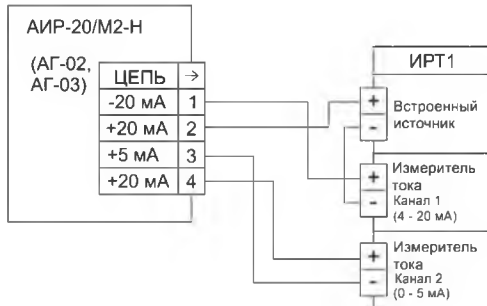 АИР-20/М2-Н
(АГ-02,
АГ-03)
ЦЕПЬ →
-20 мА 1
+20 мА 2
+5 мА 3
+20 мА 4
ИРТ1
+
-
Встроенный
источник
+
-
Измеритель
тока
Канал 1
(4 - 20 мА)
+
-
Измеритель
тока
Канал 2
(0 - 5 мА)